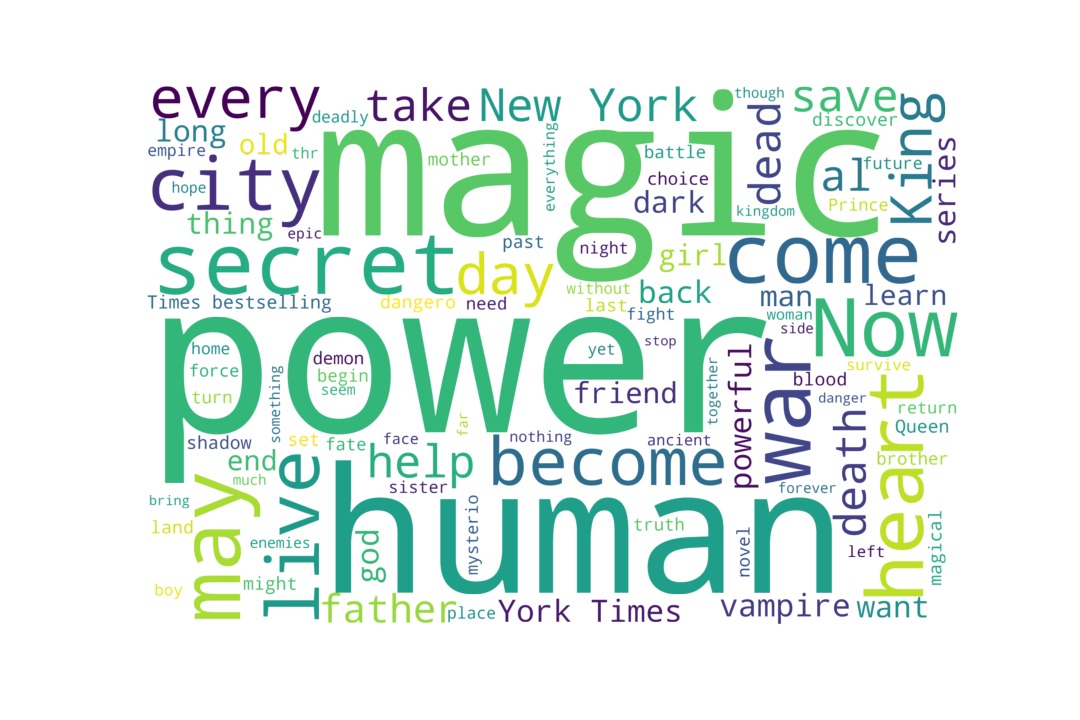 every
take
New York
though
save
deadly
discover
long
old
magic
dead
King
empire
thr
mother
everything
battle
future
series
city
hope
choice
al
dark
Prince
thing
epic
kingdom
secret
past
night
girl
come
day
without
back
man
learn
Times bestselling
dangero
need
last
fight
woman
Now
power
side
stop
home
demon
yet
survive
force
begin
seem
friend
together
powerful
war
blood
heart
turn
something
danger
return
far
shadow
set
fate
face
nothing
ancient
Queen
end
help
become
death
brother
much
live
sister
human
forever
may
bring
mysterio
truth
novel
magical
land
enemies
god
left
boy
might
father
place
York Times
vampire
want